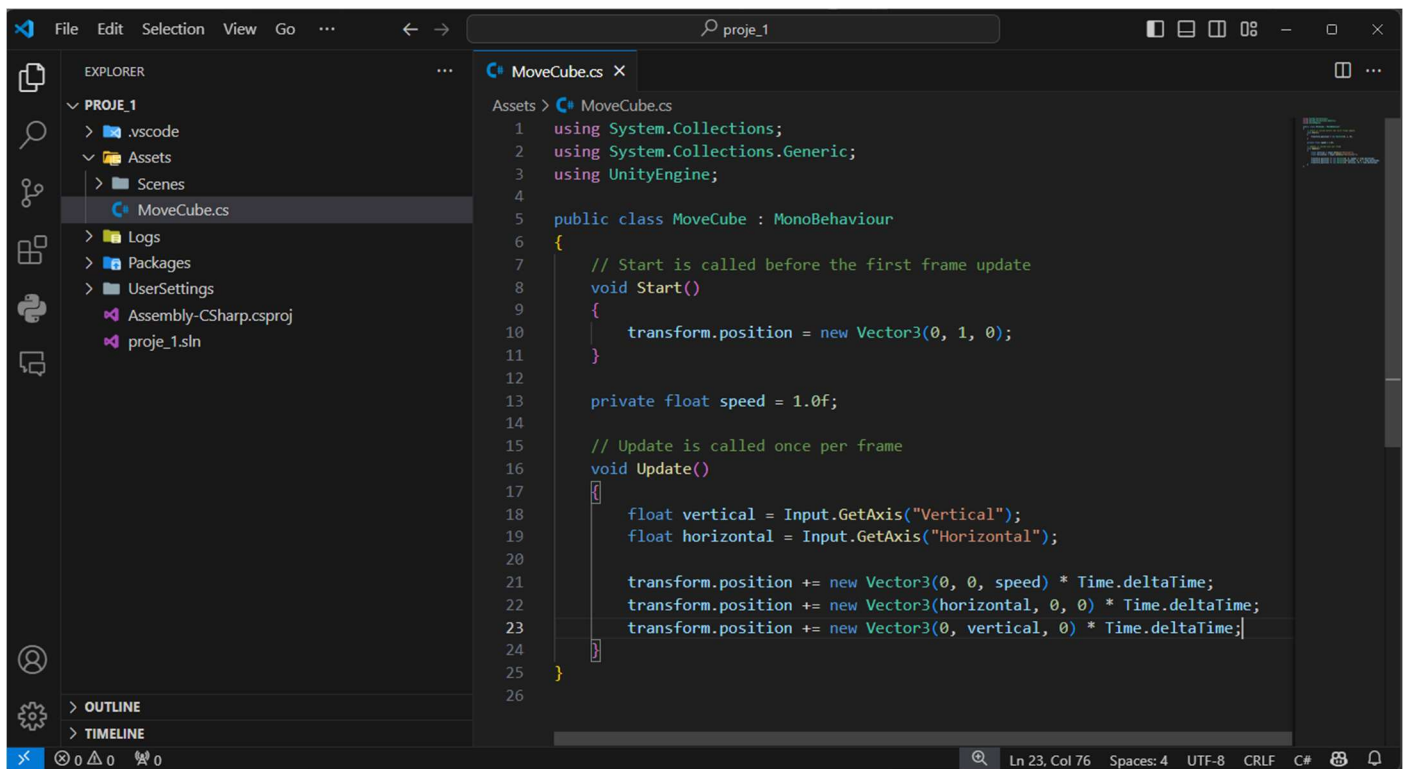 File Edit Selection View Go ··· ← → proje_1
EXPLORER ···
PROJE_1
.vscode
Assets
Scenes
MoveCube.cs
Logs
Packages
UserSettings
Assembly-CSharp.csproj
proje_1.sln
OUTLINE
TIMELINE
MoveCube.cs
Assets > MoveCube.cs
1 using System.Collections;
2 using System.Collections.Generic;
3 using UnityEngine;
4
5 public class MoveCube : MonoBehaviour
6 {
7     // Start is called before the first frame update
8     void Start()
9     {
10         transform.position = new Vector3(0, 1, 0);
11     }
12
13     private float speed = 1.0f;
14
15     // Update is called once per frame
16     void Update()
17     {
18         float vertical = Input.GetAxis("Vertical");
19         float horizontal = Input.GetAxis("Horizontal");
20
21         transform.position += new Vector3(0, 0, speed) * Time.deltaTime;
22         transform.position += new Vector3(horizontal, 0, 0) * Time.deltaTime;
23         transform.position += new Vector3(0, vertical, 0) * Time.deltaTime;
24     }
25 }
26
0 0 0 Ln 23, Col 76 Spaces: 4 UTF-8 CRLF C#